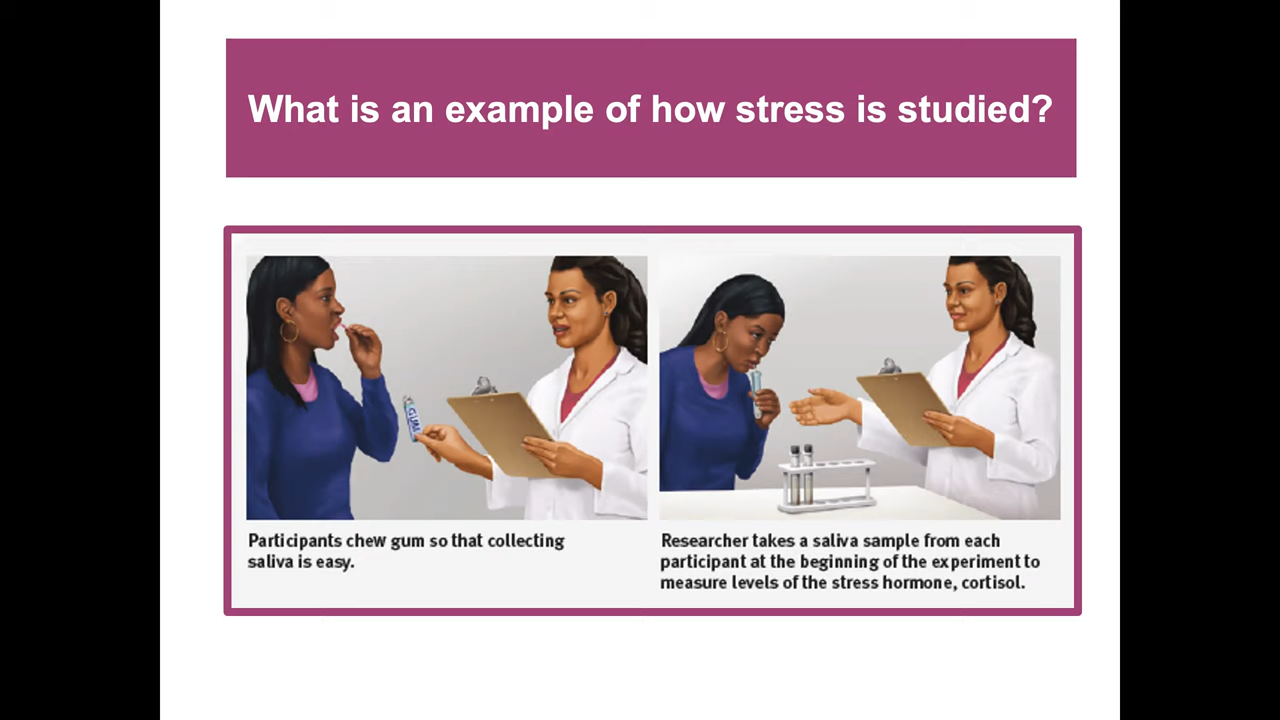 What is an example of how stress is studied?
GUM
Participants chew gum so that collecting
saliva is easy.
Researcher takes a saliva sample from each
participant at the beginning of the experiment to
measure levels of the stress hormone, cortisol.